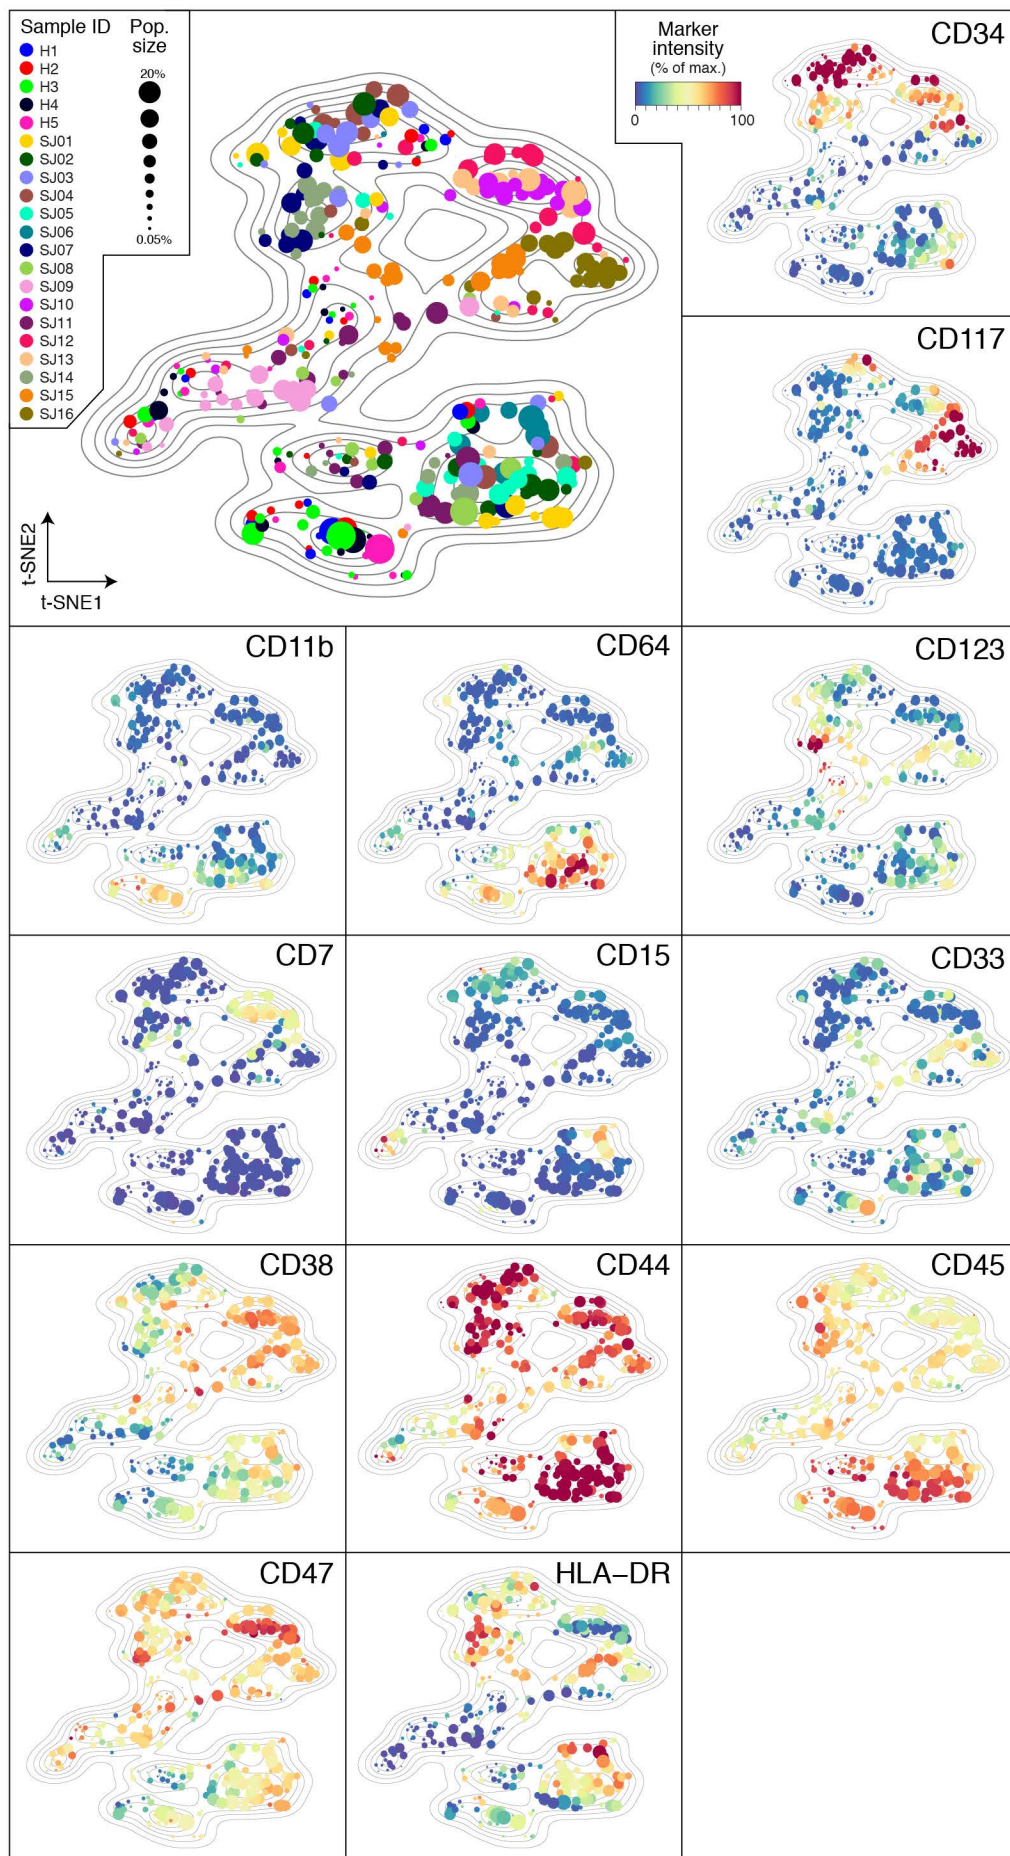 Sample ID
Pop.
size
H1
H2
H3
H4
H5
SJ01
SJ02
SJ03
SJ04
SJ05
SJ06
SJ07
SJ08
SJ09
SJ10
SJ11
SJ12
SJ13
SJ14
SJ15
SJ16
20%
0.05%
t-SNE2
t-SNE1
Marker
intensity
(% of max.)
0 100
CD34
CD117
CD11b
CD64
CD123
CD7
CD15
CD33
CD38
CD44
CD45
CD47
HLA−DR